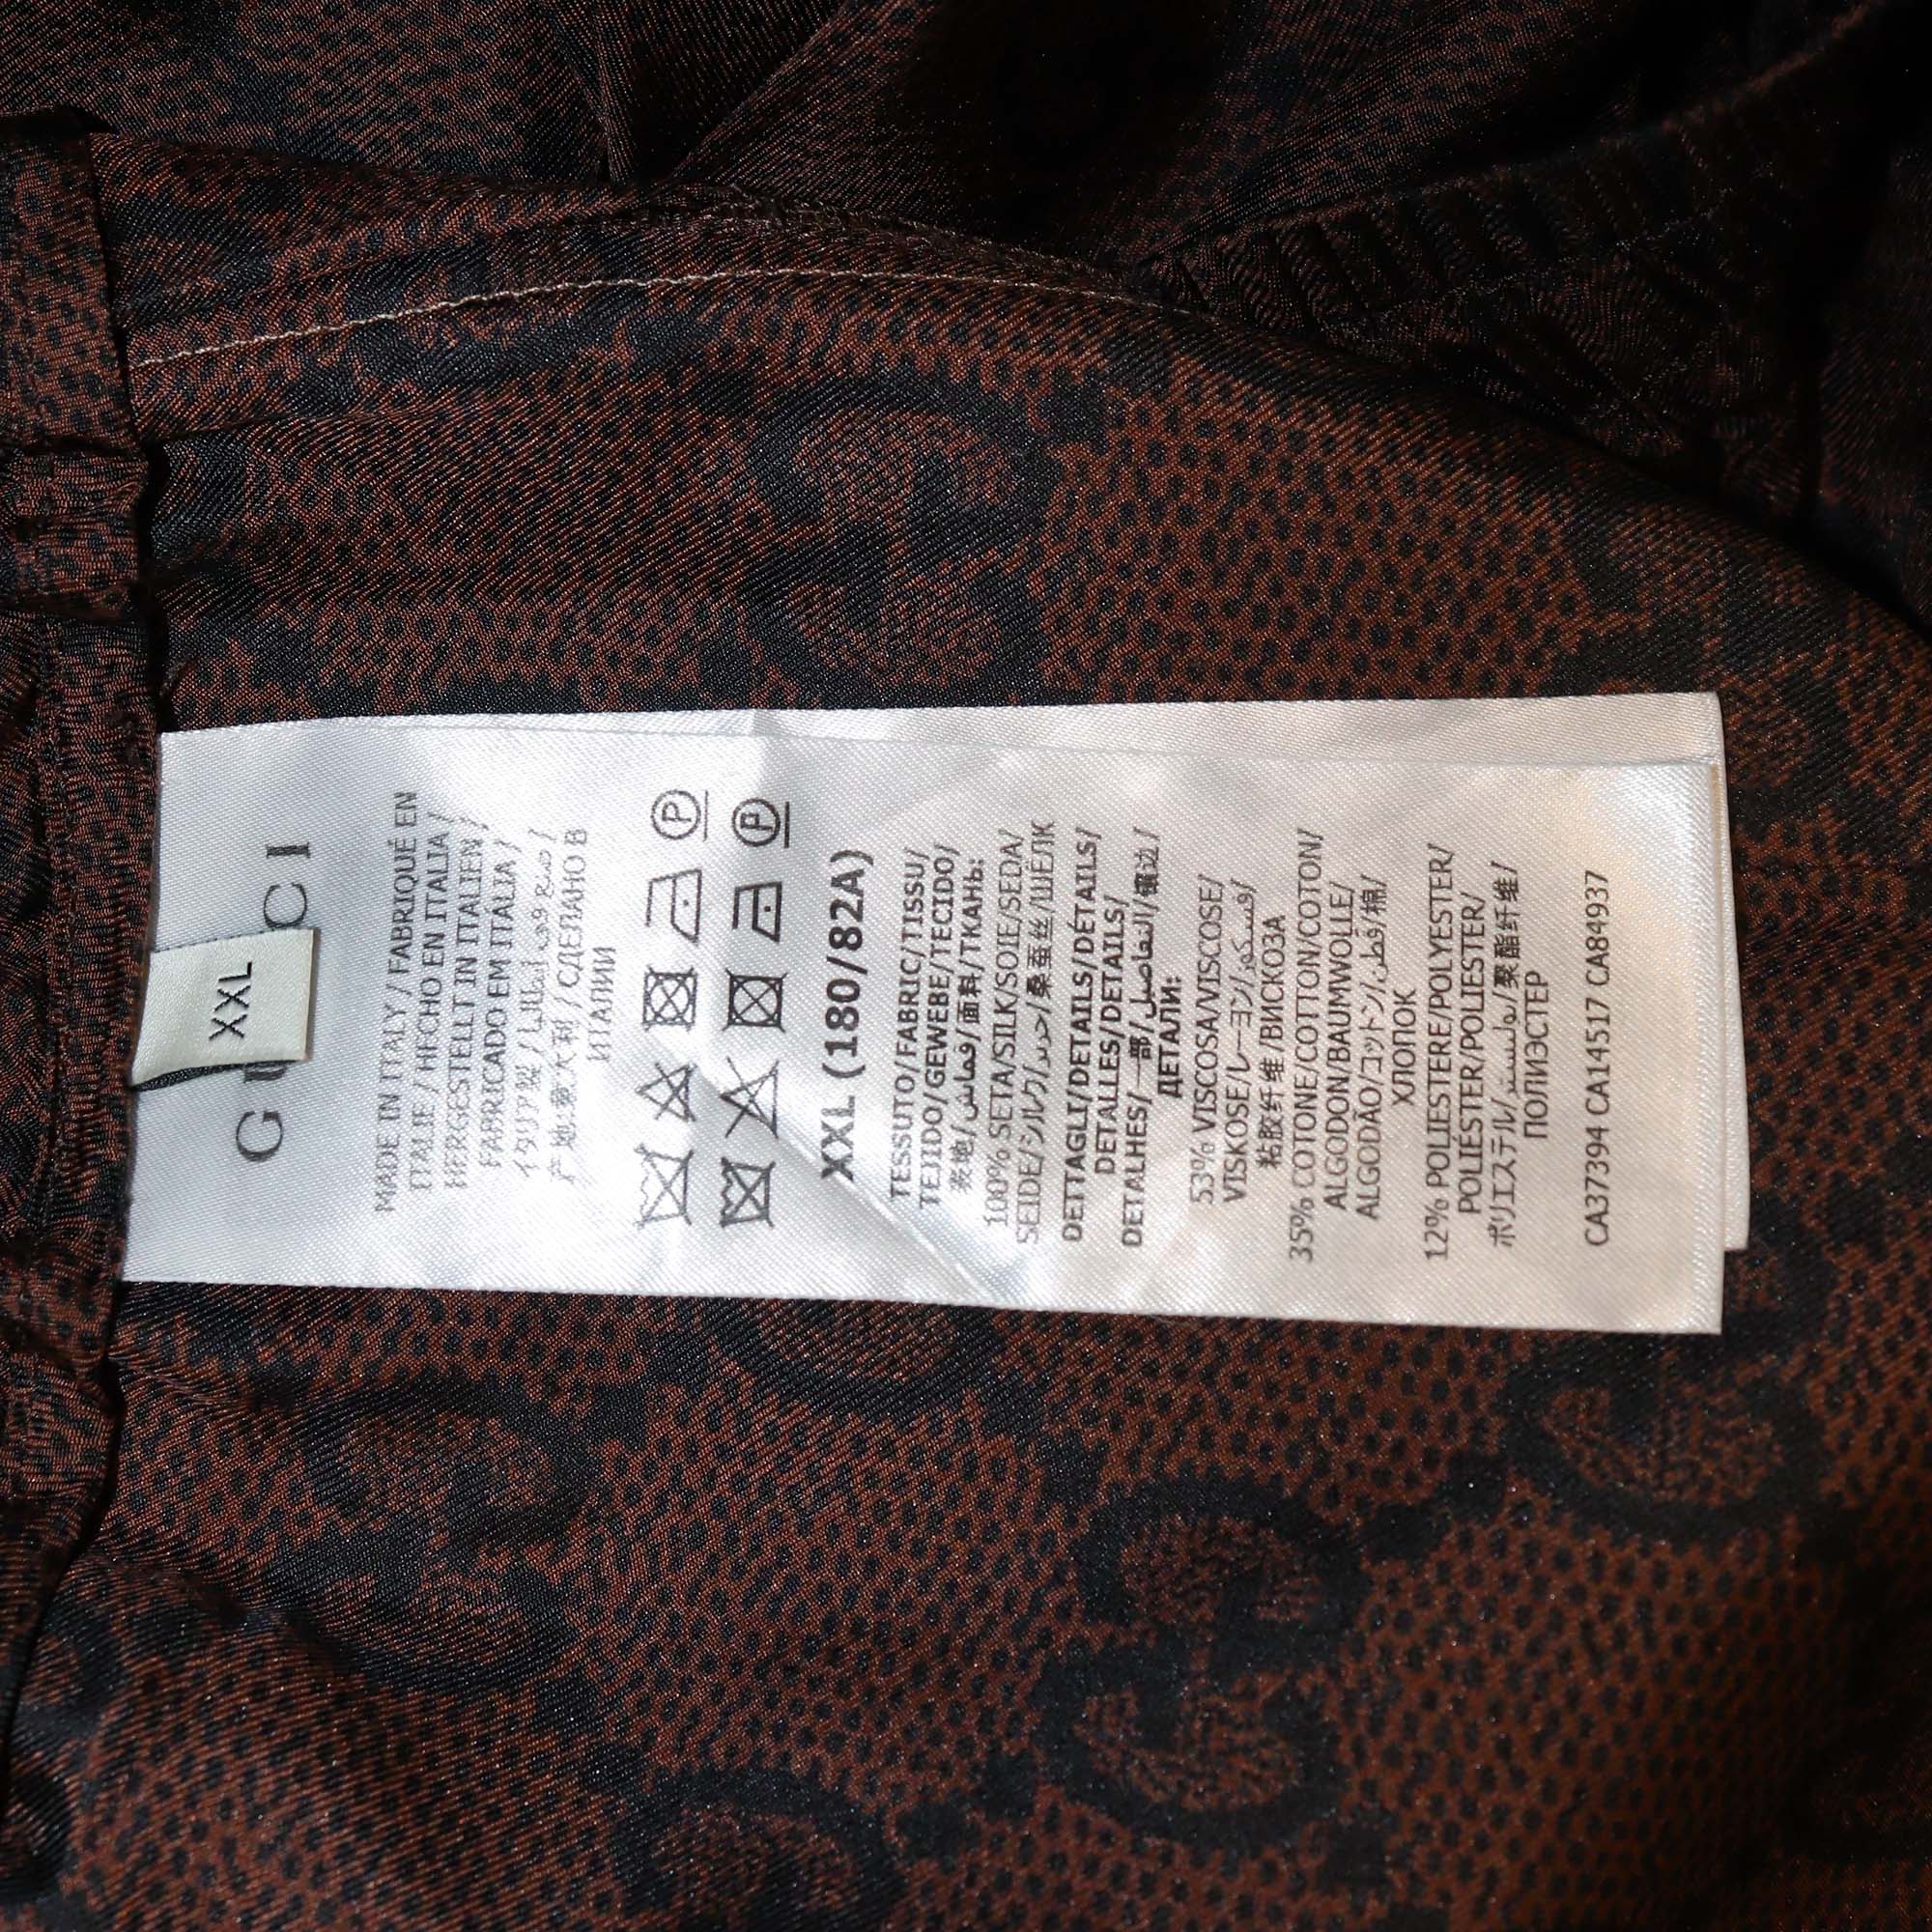 XXL
G CI
MADE IN ITALY / FABRIQUÉ EN
ITALIE / HECHO EN ITALIA /
HERGESTELLT IN ITALIEN /
FABRICADO EM ITÁLIA /
イタリア製 / صنع في إيطاليا /
产地:意大利 / СДЕЛАНО В
ИТАЛИИ
P
P
XXL (180/82A)
TESSUTO/FABRIC/TISSU/
TEJIDO/GEWEBE/TECIDO/
表地/قماش/面料/ТКАНЬ:
100% SETA/SILK/SOIE/SEDA/
SEIDE/シルク/حرير/桑蚕丝/ШЁЛК
DETTAGLI/DETAILS/DÉTAILS/
DETALLES/DETAILS/
DETALHES/一部/التفاصيل/镶边/
ДЕТАЛИ:
53% VISCOSA/VISCOSE/
VISKOSE/レーヨン/فسكوز/
粘胶纤维 /ВИСКОЗА
35% COTONE/COTTON/COTON/
ALGODON/BAUMWOLLE/
ALGODÃO/コットン/قطن/棉/
ХЛОПОК
12% POLIESTERE/POLYESTER/
POLIÉSTER/POLIESTER/
ポリエステル/بوليستر/聚酯纤维/
ПОЛИЭСТЕР
CA37394 CA14517 CA84937